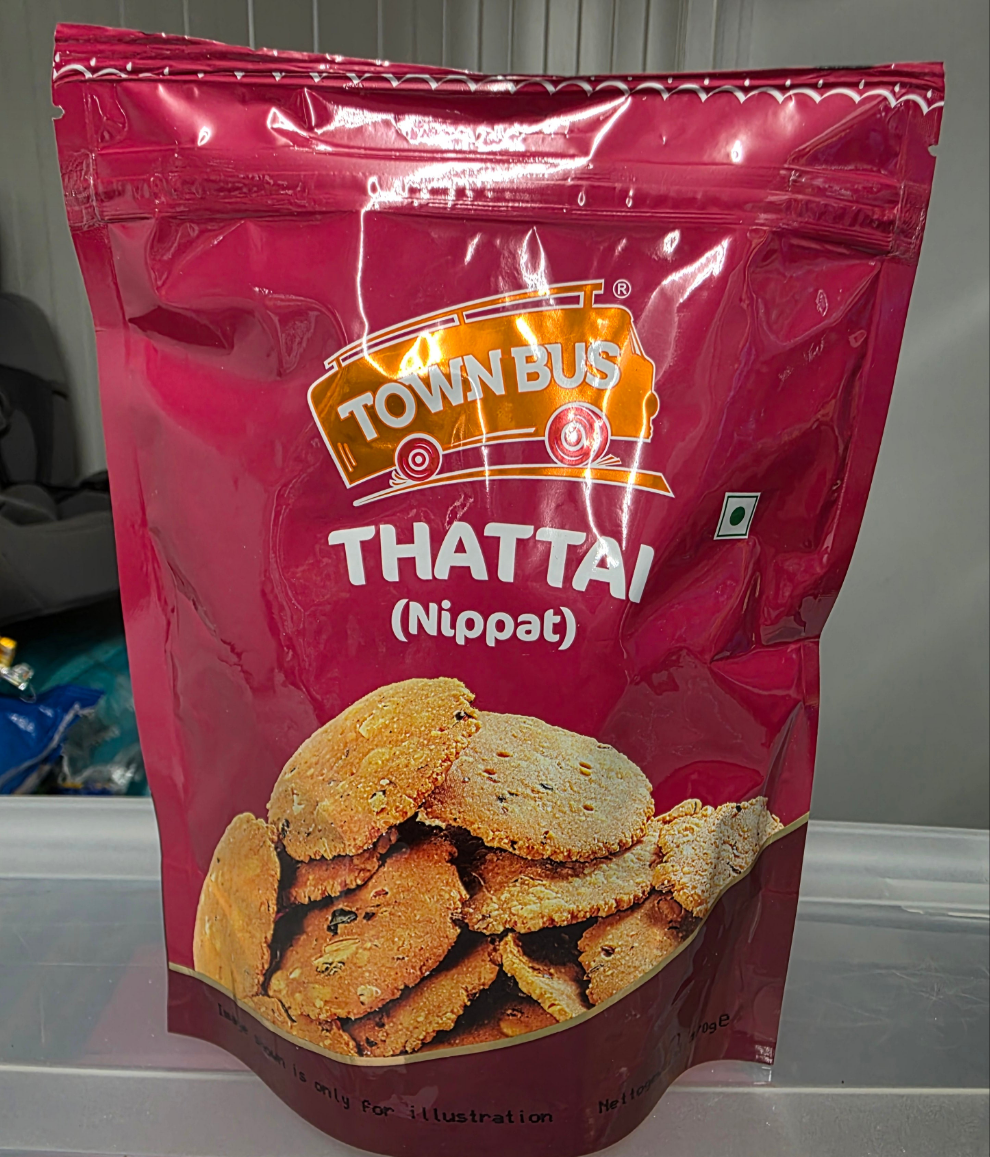 TOWN BUS ®
THATTAI
(Nippat)
Image shown is only for illustration